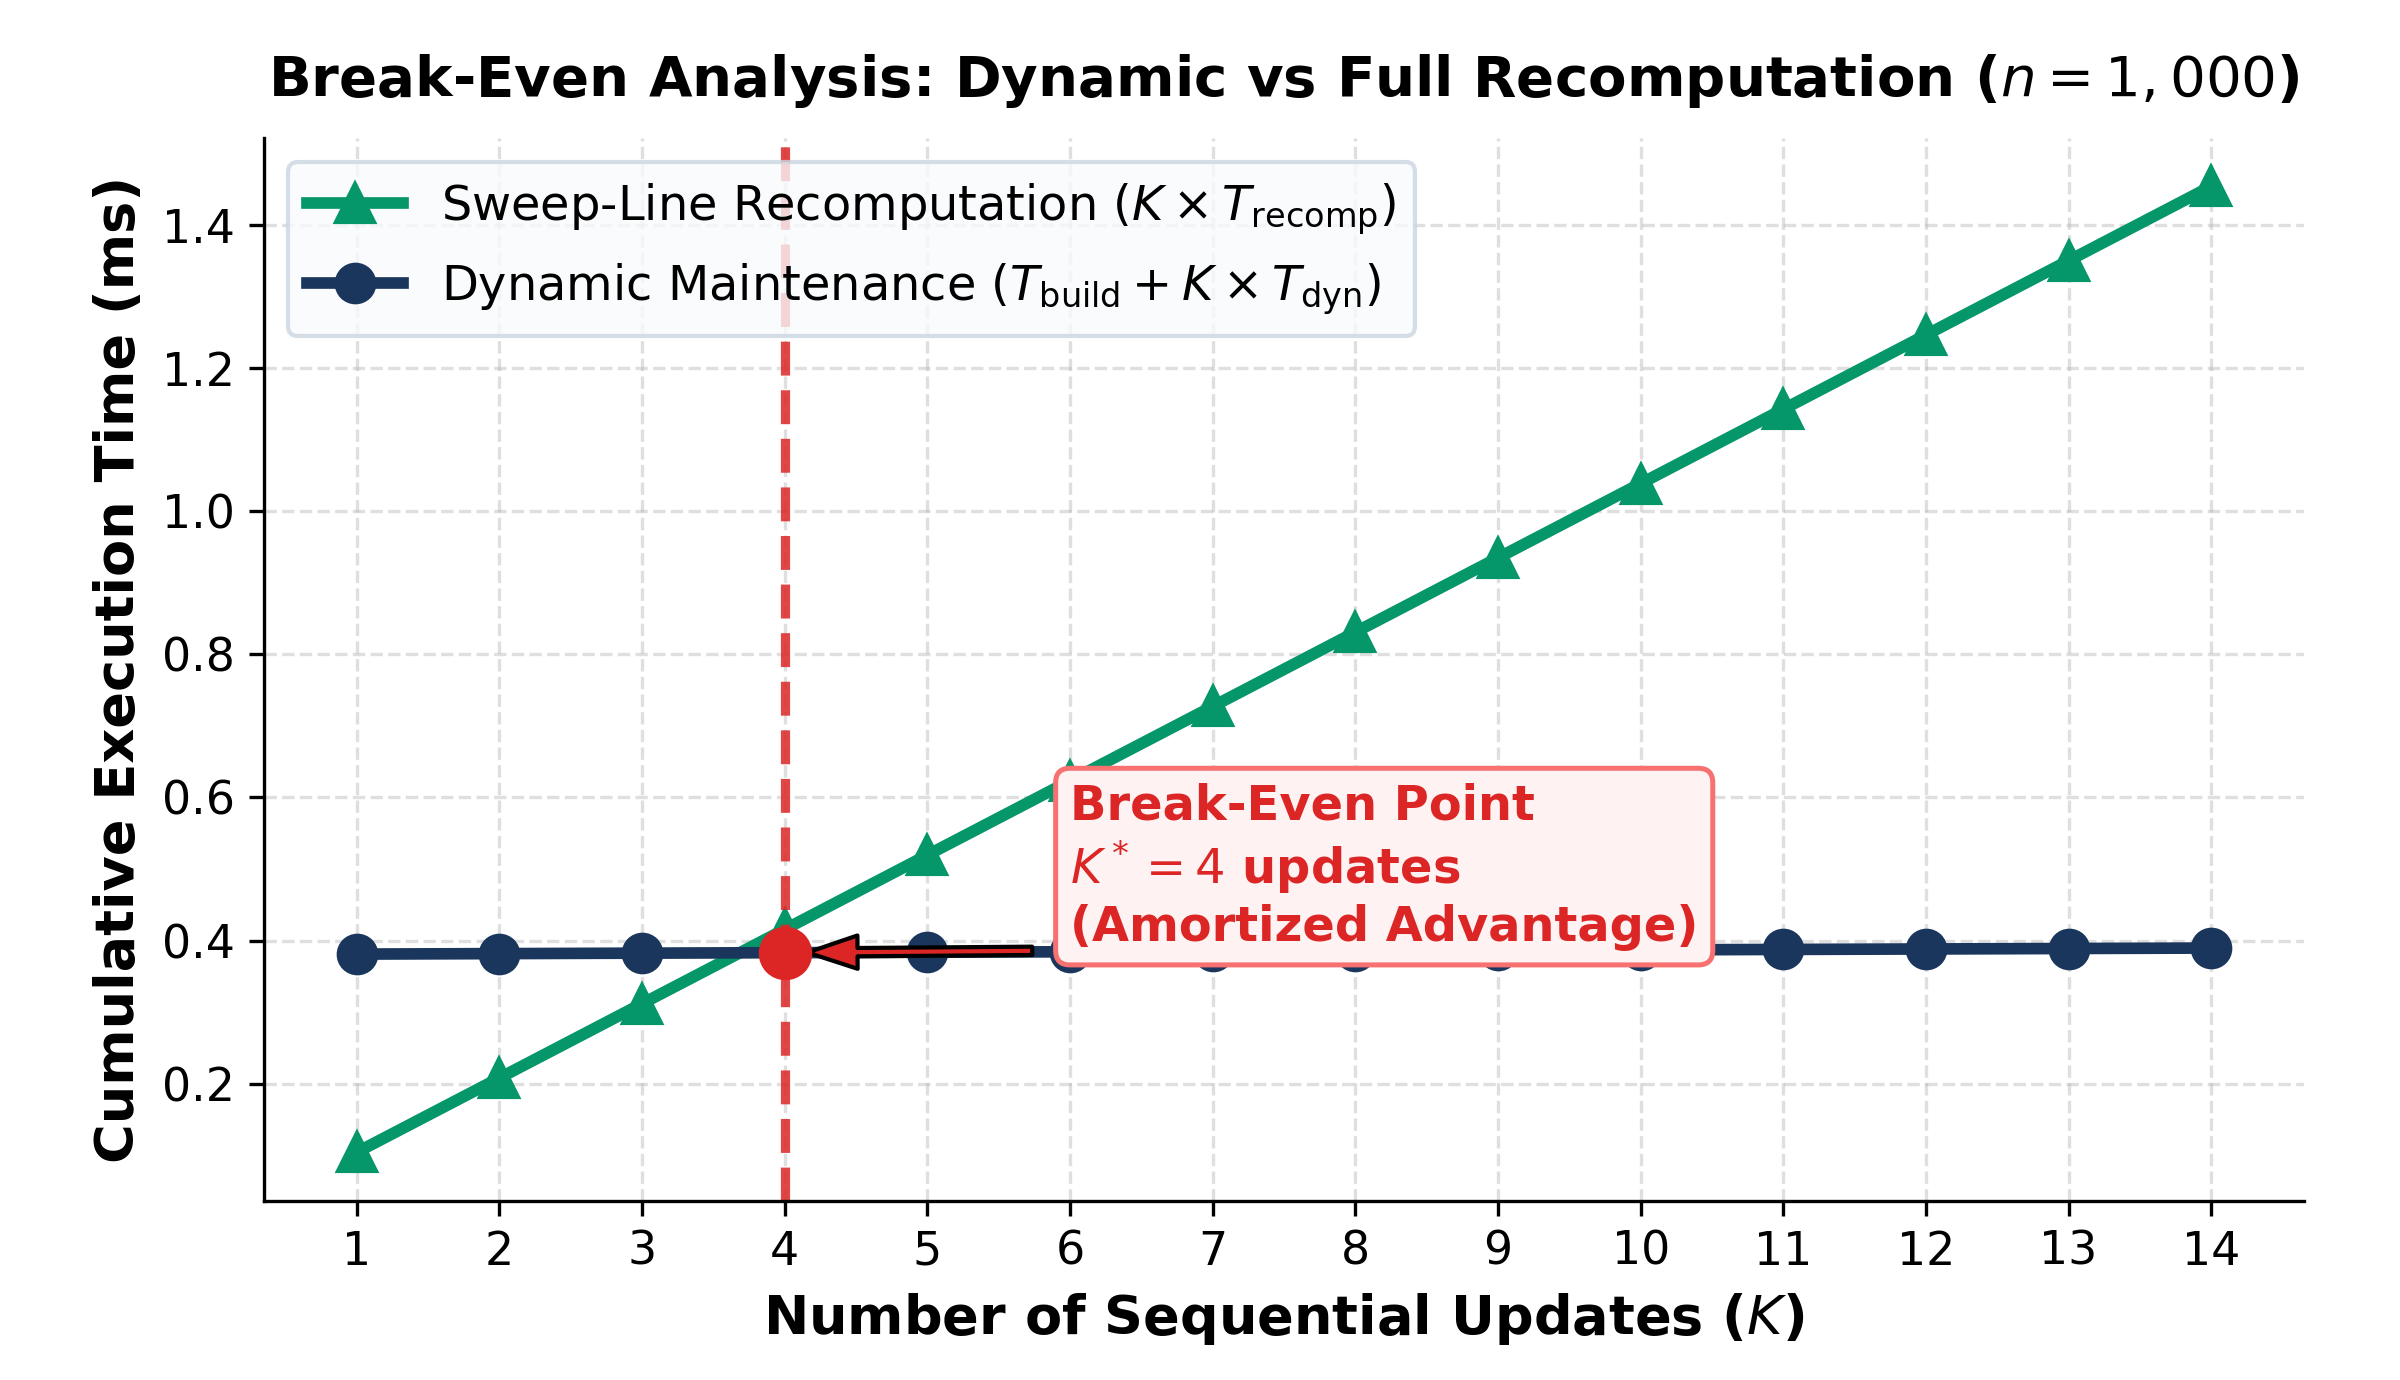 Break-Even Analysis: Dynamic vs Full Recomputation (n = 1, 000)
Sweep-Line Recomputation (K × T_recomp)
Dynamic Maintenance (T_build + K × T_dyn)
Cumulative Execution Time (ms)
1.4
1.2
1.0
0.8
0.6
0.4
0.2
Break-Even Point
K* = 4 updates
(Amortized Advantage)
1 2 3 4 5 6 7 8 9 10 11 12 13 14
Number of Sequential Updates (K)